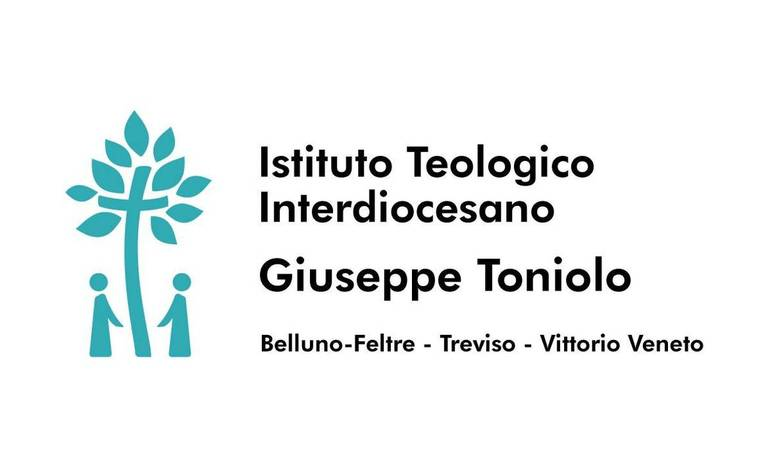 Istituto Teologico
Interdiocesano
Giuseppe Toniolo
Belluno-Feltre - Treviso - Vittorio Veneto